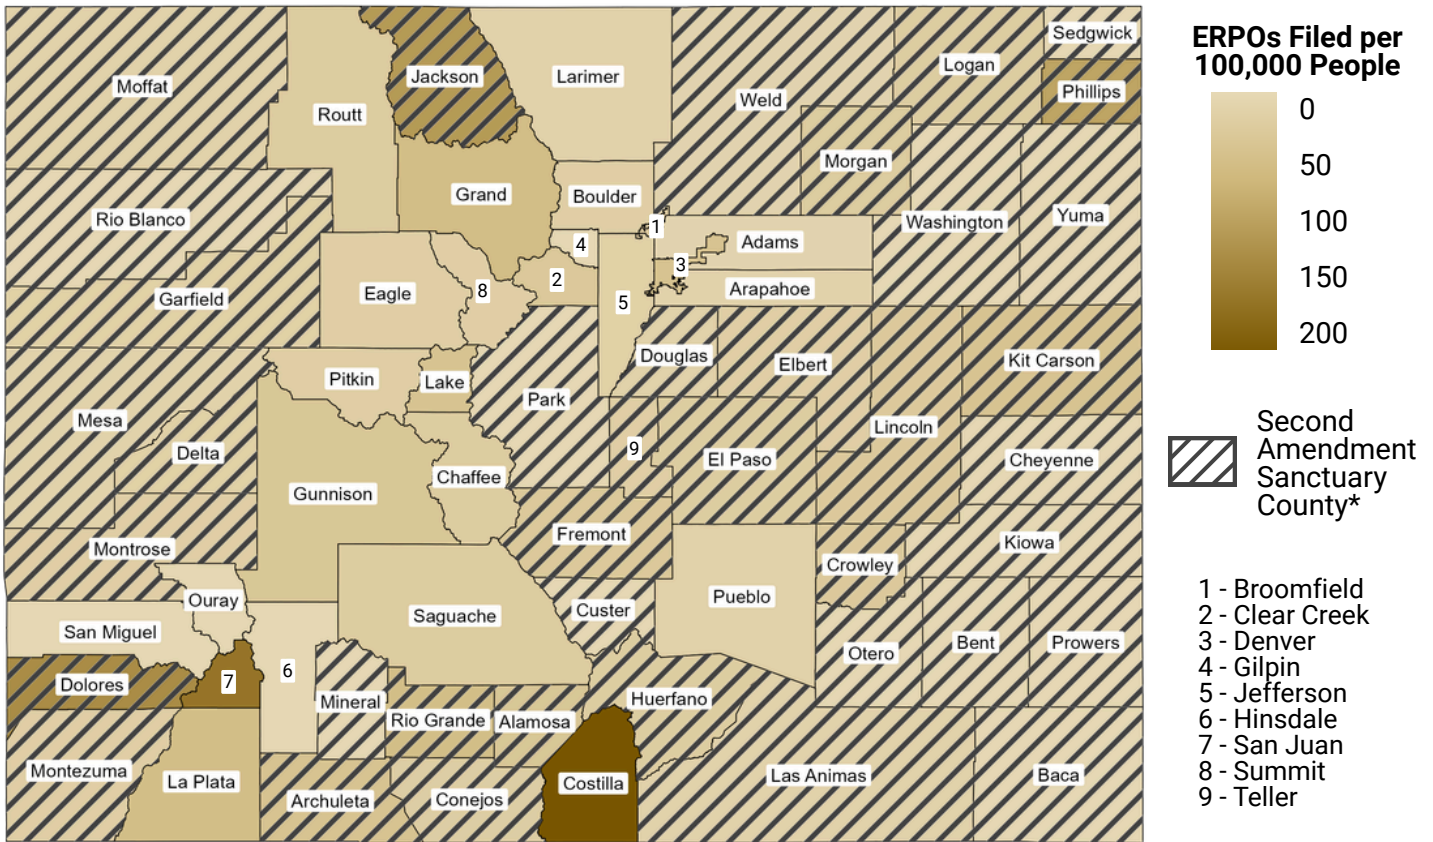 ERPOs Filed per
100,000 People
0
50
100
150
200
Second
Amendment
Sanctuary
County*
1 - Broomfield
2 - Clear Creek
3 - Denver
4 - Gilpin
5 - Jefferson
6 - Hinsdale
7 - San Juan
8 - Summit
9 - Teller
Moffat
Routt
Jackson
Larimer
Weld
Logan
Sedgwick
Phillips
Morgan
Rio Blanco
Grand
Boulder
1
Washington
Yuma
4
Adams
Garfield
Eagle
8
2
3
5
Arapahoe
Mesa
Pitkin
Lake
Park
Douglas
Elbert
Kit Carson
Delta
Gunnison
Chaffee
9
El Paso
Lincoln
Cheyenne
Montrose
Fremont
Kiowa
Crowley
Ouray
San Miguel
Saguache
Custer
Pueblo
Otero
Bent
Prowers
Dolores
7
6
Mineral
Rio Grande
Alamosa
Huerfano
Montezuma
La Plata
Archuleta
Conejos
Costilla
Las Animas
Baca